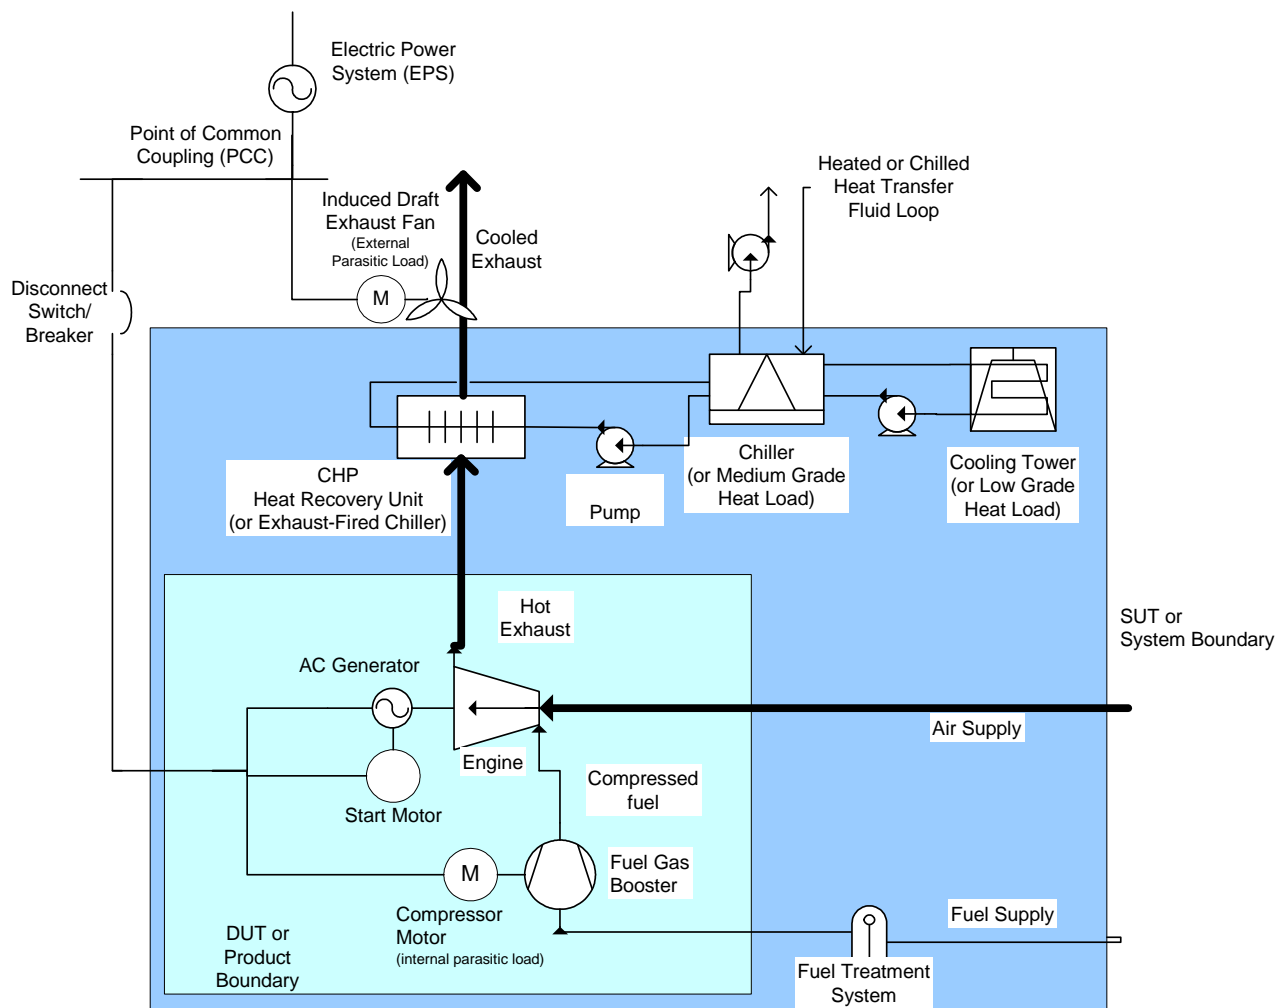 Electric Power
System (EPS)
Point of Common
Coupling (PCC)
Induced Draft
Exhaust Fan
(External
Parasitic Load)
Cooled
Exhaust
Heated or Chilled
Heat Transfer
Fluid Loop
M
Disconnect
Switch/
Breaker
CHP
Heat Recovery Unit
(or Exhaust-Fired Chiller)
Pump
Chiller
(or Medium Grade
Heat Load)
Cooling Tower
(or Low Grade
Heat Load)
Hot
Exhaust
SUT or
System Boundary
AC Generator
Air Supply
Engine
Compressed
fuel
Start Motor
M
Fuel Gas
Booster
Compressor
Motor
(internal parasitic load)
Fuel Supply
DUT or
Product
Boundary
Fuel Treatment
System